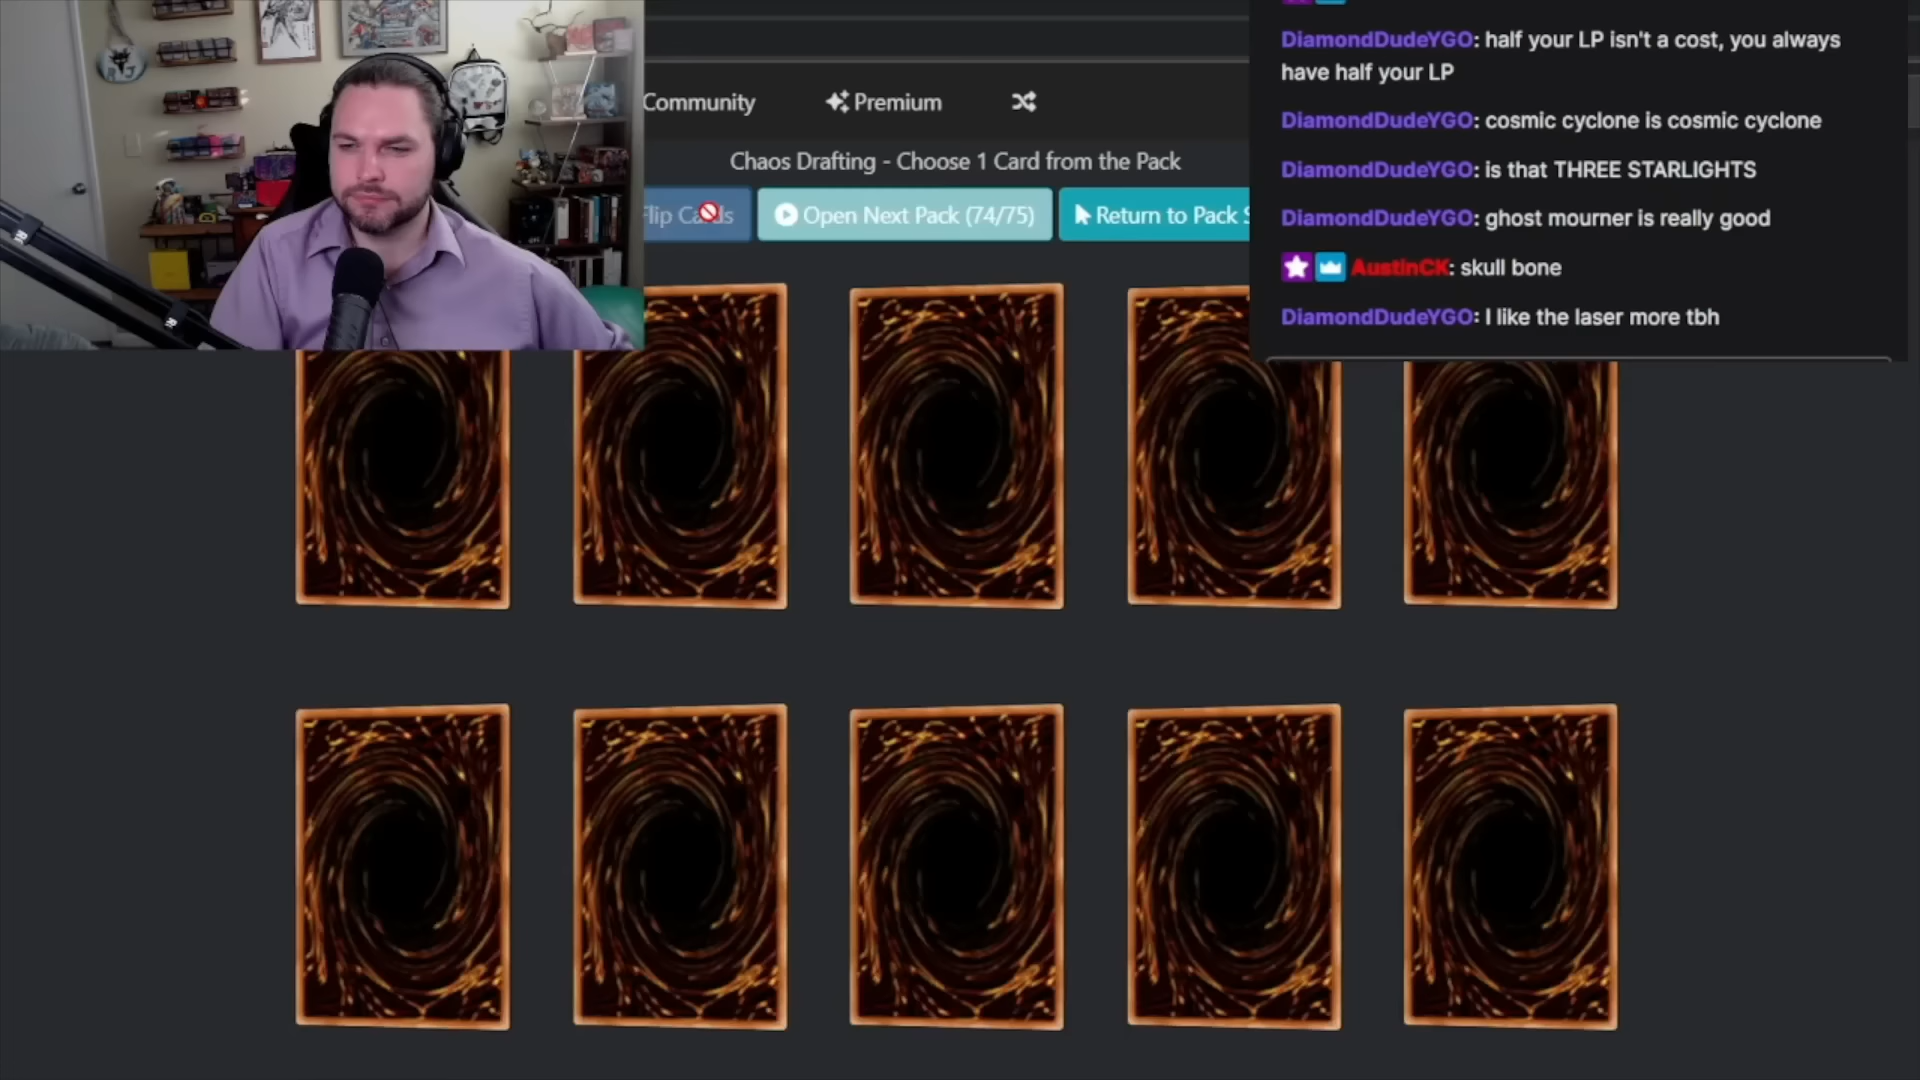 DiamondDudeYGO: half your LP isn't a cost, you always
have half your LP
Community
Premium
DiamondDudeYGO: cosmic cyclone is cosmic cyclone
Chaos Drafting - Choose 1 Card from the Pack
DiamondDudeYGO: is that THREE STARLIGHTS
Flip Cards
Open Next Pack (74/75)
Return to Pack S
DiamondDudeYGO: ghost mourner is really good
AustinCK: skull bone
DiamondDudeYGO: I like the laser more tbh